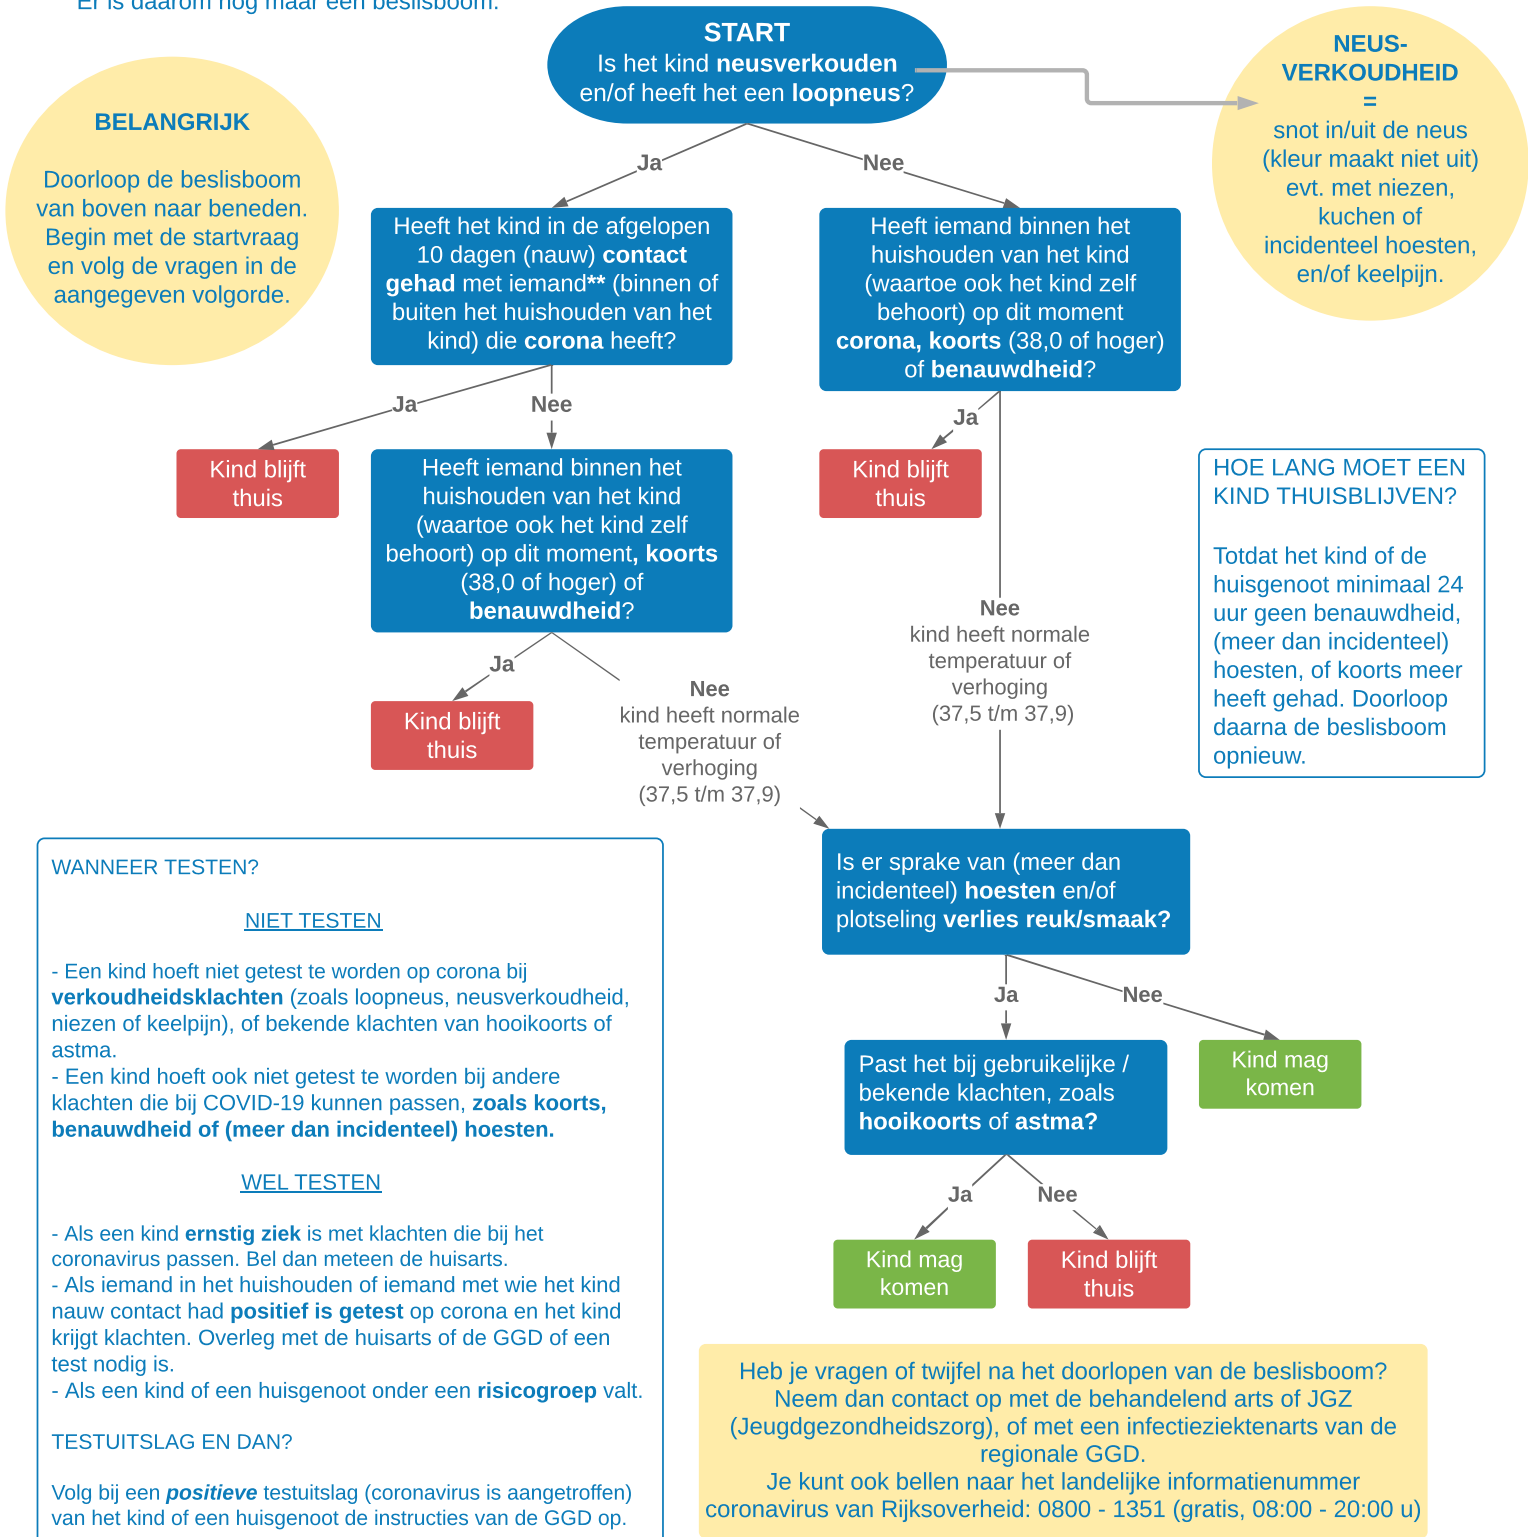 Er is daarom nog maar één beslisboom.
START
Is het kind neusverkouden
en/of heeft het een loopneus?
NEUS-
VERKOUDHEID
=
snot in/uit de neus
(kleur maakt niet uit)
evt. met niezen,
kuchen of
incidenteel hoesten,
en/of keelpijn.
BELANGRIJK
Doorloop de beslisboom
van boven naar beneden.
Begin met de startvraag
en volg de vragen in de
aangegeven volgorde.
Ja
Nee
Heeft het kind in de afgelopen
10 dagen (nauw) contact
gehad met iemand** (binnen of
buiten het huishouden van het
kind) die corona heeft?
Heeft iemand binnen het
huishouden van het kind
(waartoe ook het kind zelf
behoort) op dit moment
corona, koorts (38,0 of hoger)
of benauwdheid?
Ja
Nee
Ja
Kind blijft
thuis
Heeft iemand binnen het
huishouden van het kind
(waartoe ook het kind zelf
behoort) op dit moment, koorts
(38,0 of hoger) of
benauwdheid?
Kind blijft
thuis
HOE LANG MOET EEN
KIND THUISBLIJVEN?
Totdat het kind of de
huisgenoot minimaal 24
uur geen benauwdheid,
(meer dan incidenteel)
hoesten, of koorts meer
heeft gehad. Doorloop
daarna de beslisboom
opnieuw.
Nee
kind heeft normale
temperatuur of
verhoging
(37,5 t/m 37,9)
Ja
Kind blijft
thuis
Nee
kind heeft normale
temperatuur of
verhoging
(37,5 t/m 37,9)
Is er sprake van (meer dan
incidenteel) hoesten en/of
plotseling verlies reuk/smaak?
Ja
Nee
Past het bij gebruikelijke /
bekende klachten, zoals
hooikoorts of astma?
Kind mag
komen
Ja
Nee
Kind mag
komen
Kind blijft
thuis
WANNEER TESTEN?
NIET TESTEN
- Een kind hoeft niet getest te worden op corona bij
verkoudheidsklachten (zoals loopneus, neusverkoudheid,
niezen of keelpijn), of bekende klachten van hooikoorts of
astma.
- Een kind hoeft ook niet getest te worden bij andere
klachten die bij COVID-19 kunnen passen, zoals koorts,
benauwdheid of (meer dan incidenteel) hoesten.
WEL TESTEN
- Als een kind ernstig ziek is met klachten die bij het
coronavirus passen. Bel dan meteen de huisarts.
- Als iemand in het huishouden of iemand met wie het kind
nauw contact had positief is getest op corona en het kind
krijgt klachten. Overleg met de huisarts of de GGD of een
test nodig is.
- Als een kind of een huisgenoot onder een risicogroep valt.
TESTUITSLAG EN DAN?
Volg bij een positieve testuitslag (coronavirus is aangetroffen)
van het kind of een huisgenoot de instructies van de GGD op.
Heb je vragen of twijfel na het doorlopen van de beslisboom?
Neem dan contact op met de behandelend arts of JGZ
(Jeugdgezondheidszorg), of met een infectieziektenarts van de
regionale GGD.
Je kunt ook bellen naar het landelijke informatienummer
coronavirus van Rijksoverheid: 0800 - 1351 (gratis, 08:00 - 20:00 u)